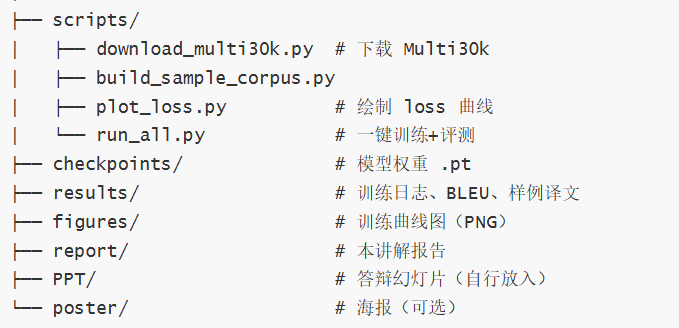 ├── scripts/
│   ├── download_multi30k.py  # 下载 Multi30k
│   ├── build_sample_corpus.py
│   ├── plot_loss.py          # 绘制 loss 曲线
│   └── run_all.py            # 一键训练+评测
├── checkpoints/              # 模型权重 .pt
├── results/                  # 训练日志、BLEU、样例译文
├── figures/                  # 训练曲线图（PNG）
├── report/                   # 本讲解报告
├── PPT/                      # 答辩幻灯片（自行放入）
└── poster/                   # 海报（可选）